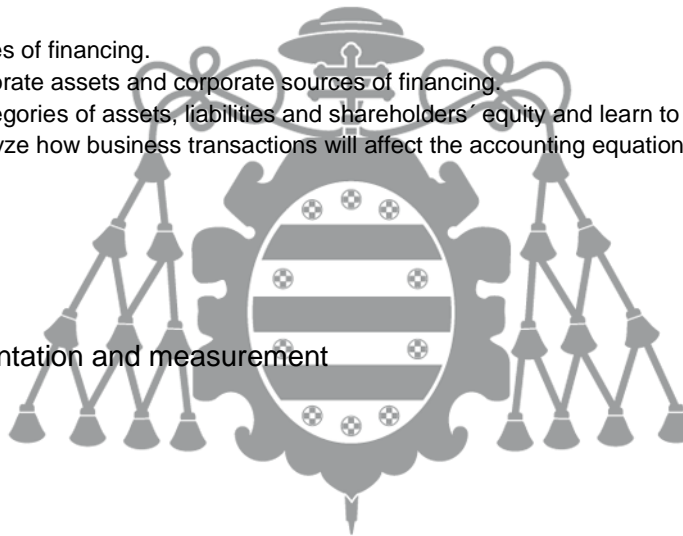 es of financing.
orate assets and corporate sources of financing.
egories of assets, liabilities and shareholders´ equity and learn to
yze how business transactions will affect the accounting equation
ntation and measurement